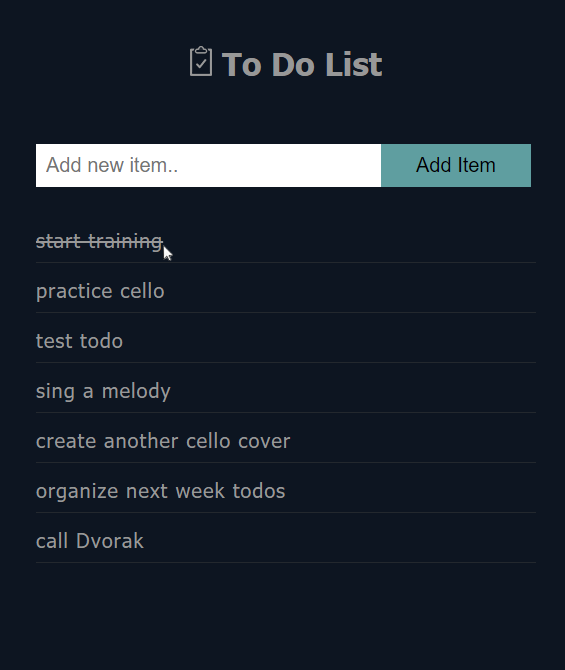 To Do List
Add new item.. Add Item
start training
practice cello
test todo
sing a melody
create another cello cover
organize next week todos
call Dvorak